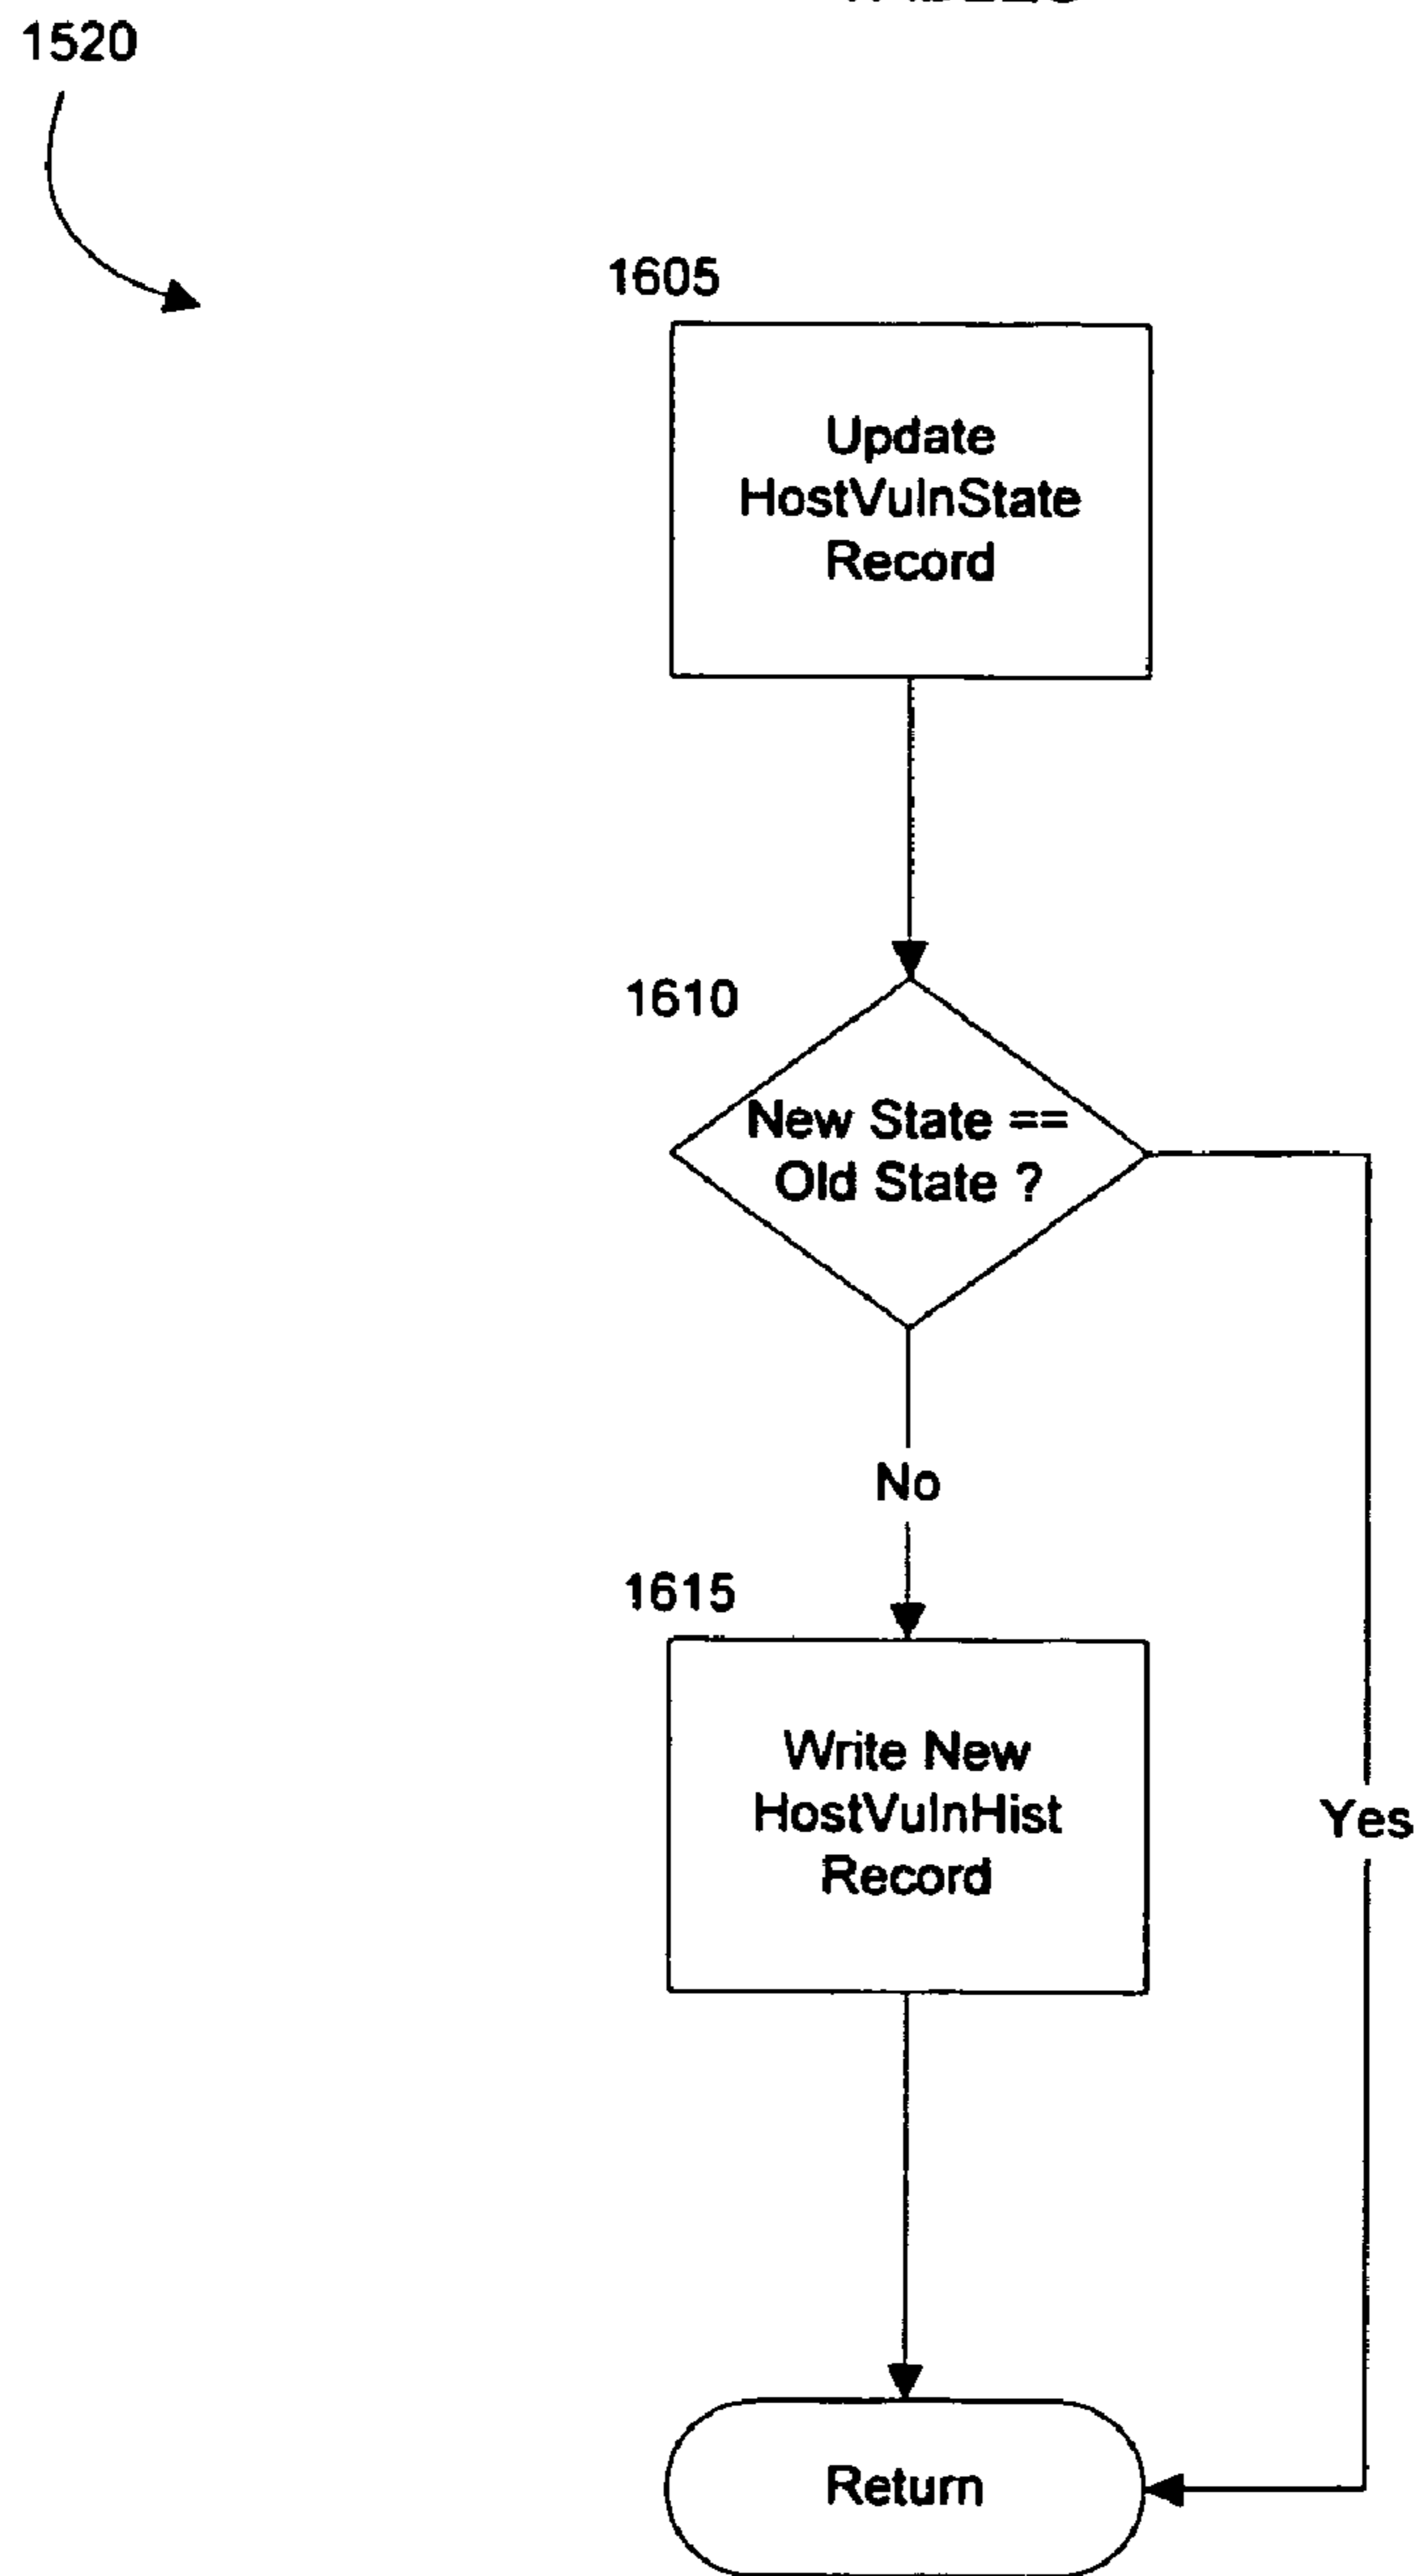 1520
1605
Update
HostVulnState
Record
1610
New State ==
Old State ?
No
1615
Write New
HostVulnHist
Record
Yes
Return